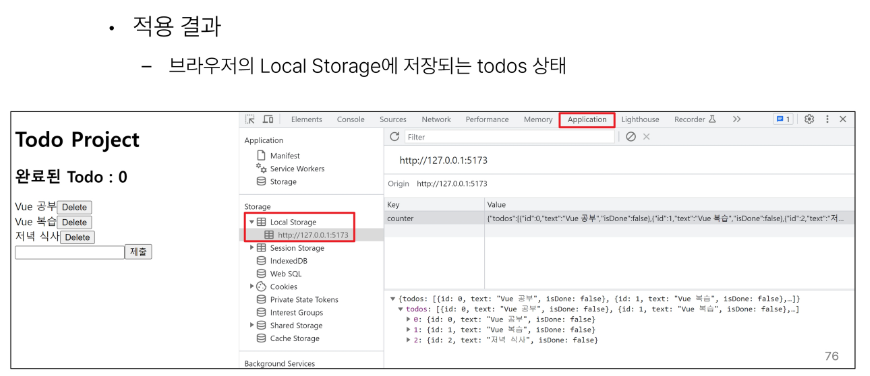 • 적용 결과
– 브라우저의 Local Storage에 저장되는 todos 상태
Todo Project
완료된 Todo : 0
Vue 공부 Delete
Vue 복습 Delete
저녁 식사 Delete
제출
Elements Console Sources Network Performance Memory Application Lighthouse Recorder 1
Application
Manifest
Service Workers
Storage
Storage
Local Storage
http://127.0.0.1:5173
Session Storage
IndexedDB
Web SQL
Cookies
Private State Tokens
Interest Groups
Shared Storage
Cache Storage
Background Services
Filter
http://127.0.0.1:5173
Origin http://127.0.0.1:5173
Key Value
counter {"todos":[{"id":0,"text":"Vue 공부","isDone":false},{"id":1,"text":"Vue 복습","isDone":false},{"id":2,"text":"저...
▼ {todos: [{id: 0, text: "Vue 공부", isDone: false}, {id: 1, text: "Vue 복습", isDone: false},…]}
▼ todos: [{id: 0, text: "Vue 공부", isDone: false}, {id: 1, text: "Vue 복습", isDone: false},…]
▶ 0: {id: 0, text: "Vue 공부", isDone: false}
▶ 1: {id: 1, text: "Vue 복습", isDone: false}
▶ 2: {id: 2, text: "저녁 식사", isDone: false}
76